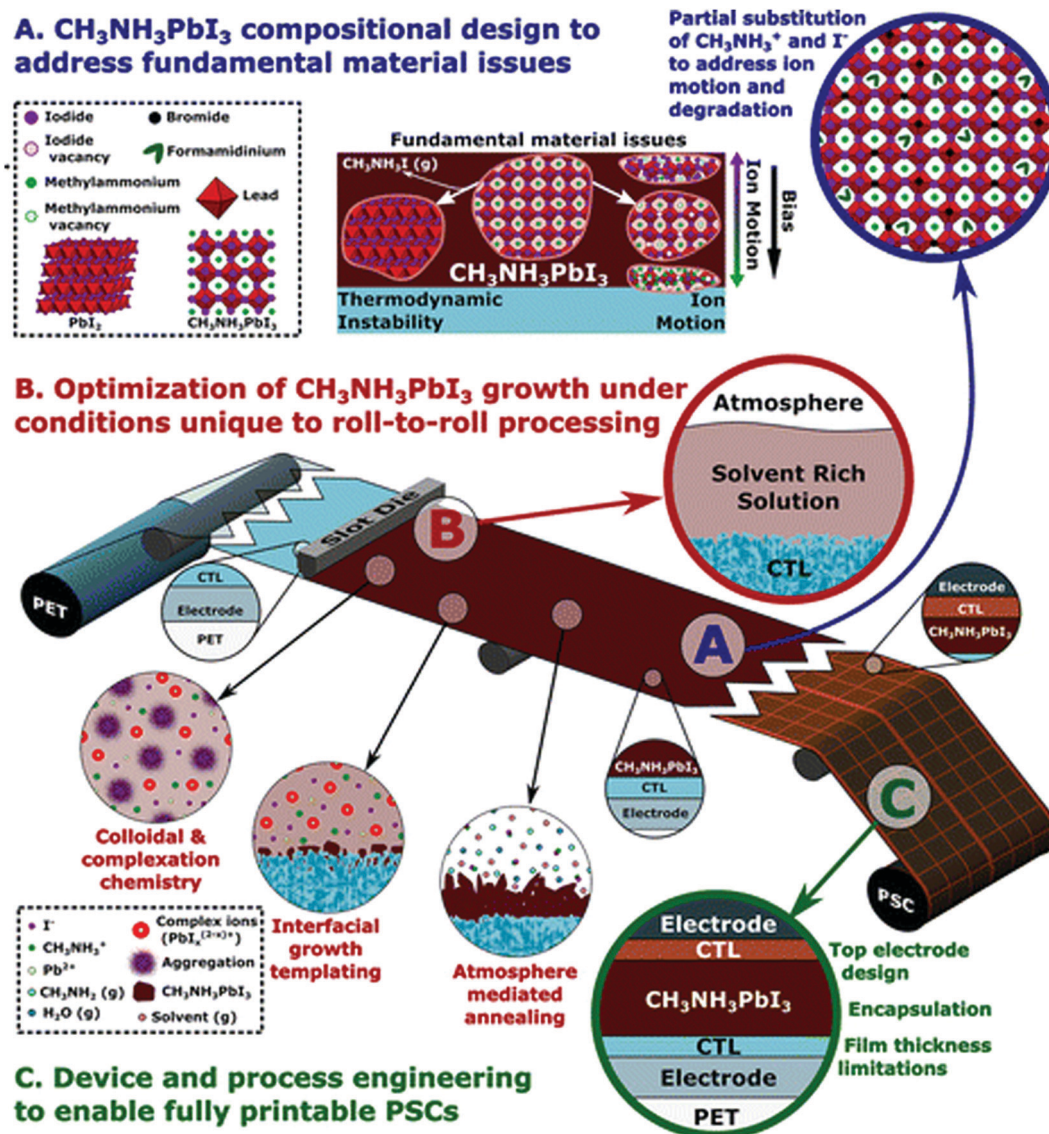 A. CH₃NH₃PbI₃ compositional design to
address fundamental material issues
Partial substitution
of CH₃NH₃⁺ and I⁻
to address ion
motion and
degradation
Iodide
Iodide
vacancy
Methylammonium
Methylammonium
vacancy
Bromide
Formamidinium
Lead
PbI₂
CH₃NH₃PbI₃
Fundamental material issues
CH₃NH₃I (g)
CH₃NH₃PbI₃
Thermodynamic
Instability
Ion
Motion
Ion Motion
Bias
B. Optimization of CH₃NH₃PbI₃ growth under
conditions unique to roll-to-roll processing
Atmosphere
Solvent Rich
Solution
CTL
Slot Die
B
PET
CTL
Electrode
PET
A
Electrode
CTL
CH₃NH₃PbI₃
CH₃NH₃PbI₃
CTL
Electrode
C
PSC
Colloidal &
complexation
chemistry
Interfacial
growth
templating
Atmosphere
mediated
annealing
I⁻
CH₃NH₃⁺
Pb²⁺
CH₃NH₂ (g)
H₂O (g)
Complex ions
(PbIₓ⁽²⁻ˣ⁾⁺)
Aggregation
CH₃NH₃PbI₃
Solvent (g)
Electrode
CTL
CH₃NH₃PbI₃
CTL
Electrode
PET
Top electrode
design
Encapsulation
Film thickness
limitations
C. Device and process engineering
to enable fully printable PSCs